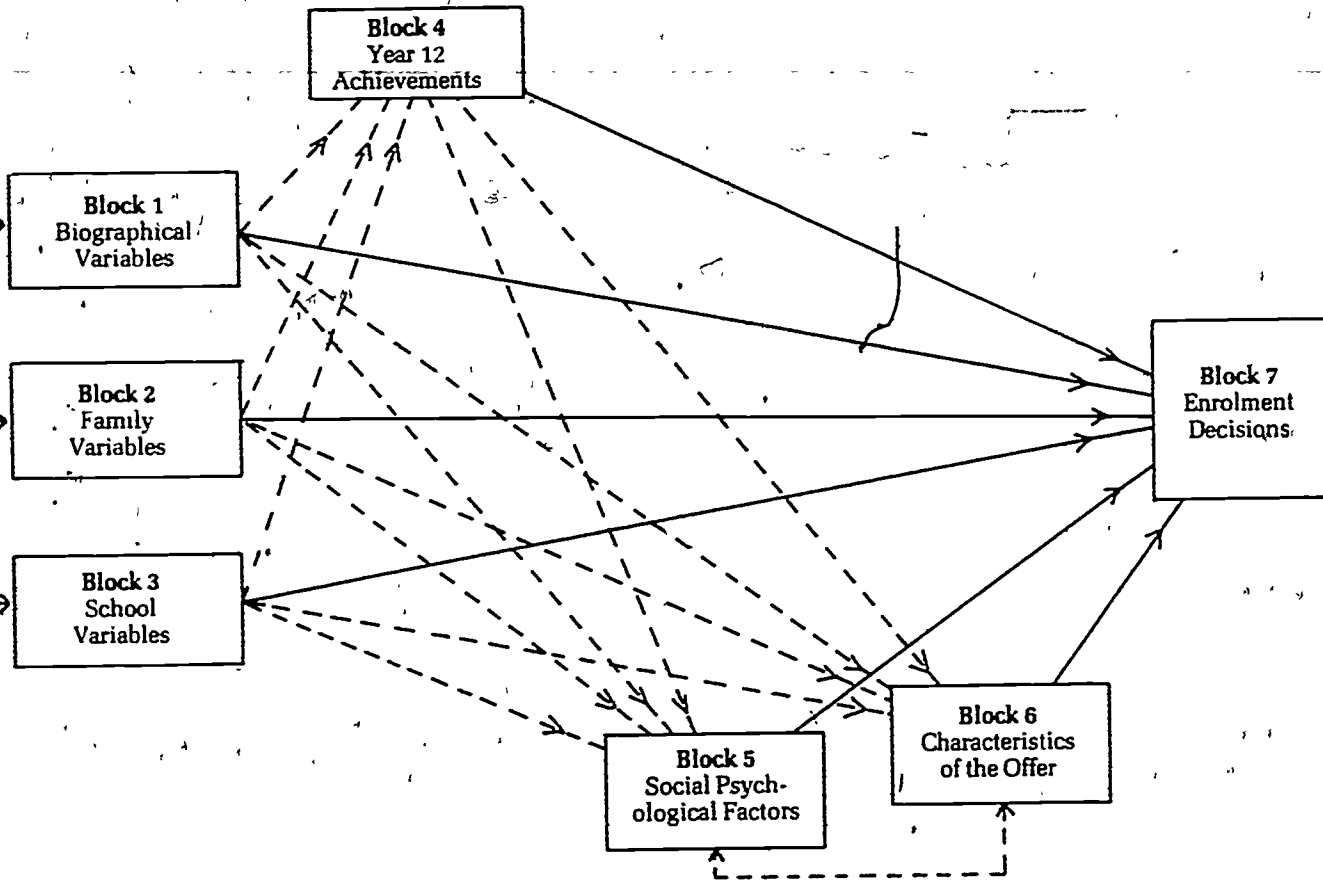 Block 4
Year 12
Achievements
Block 1
Biographical
Variables
Block 2
Family
Variables
Block 3
School
Variables
Block 7
Enrolment
Decisions
Block 6
Characteristics
of the Offer
Block 5
Social Psych-
ological Factors